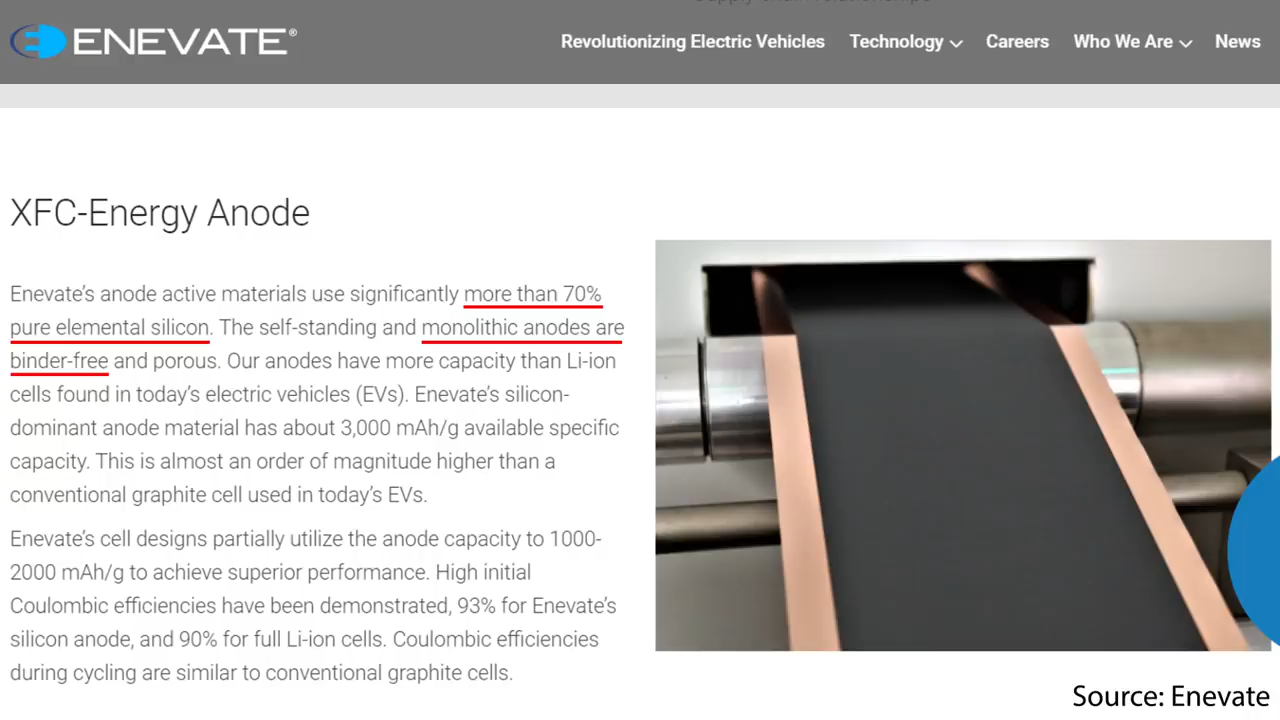 supply chain relationships
ENEVATE®
Revolutionizing Electric Vehicles Technology Careers Who We Are News
XFC-Energy Anode
Enevate's anode active materials use significantly more than 70%
pure elemental silicon. The self-standing and monolithic anodes are
binder-free and porous. Our anodes have more capacity than Li-ion
cells found in today's electric vehicles (EVs). Enevate's silicon-
dominant anode material has about 3,000 mAh/g available specific
capacity. This is almost an order of magnitude higher than a
conventional graphite cell used in today's EVs.
Enevate's cell designs partially utilize the anode capacity to 1000-
2000 mAh/g to achieve superior performance. High initial
Coulombic efficiencies have been demonstrated, 93% for Enevate's
silicon anode, and 90% for full Li-ion cells. Coulombic efficiencies
during cycling are similar to conventional graphite cells.
Source: Enevate